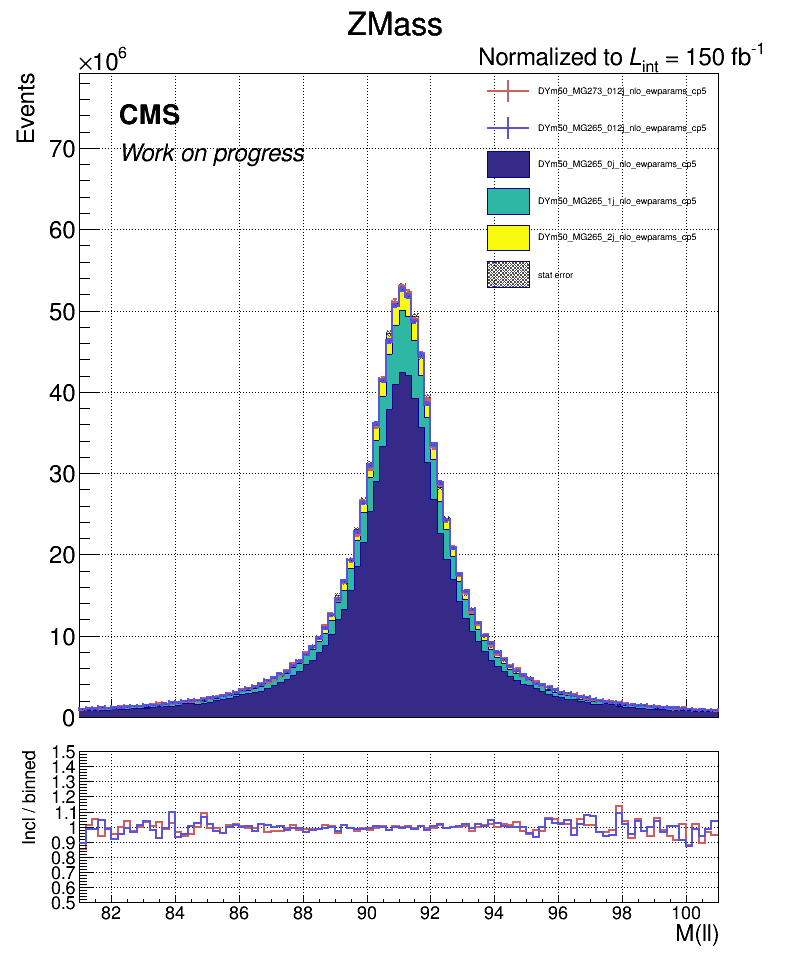 ZMass
×10^6
Normalized to L_int = 150 fb^-1
Events
CMS
Work on progress
DYm50_MG273_012j_nlo_ewparams_cp5
DYm50_MG265_012j_nlo_ewparams_cp5
DYm50_MG265_0j_nlo_ewparams_cp5
DYm50_MG265_1j_nlo_ewparams_cp5
DYm50_MG265_2j_nlo_ewparams_cp5
stat error
70
60
50
40
30
20
10
0
Incl / binned
1.5
1.4
1.3
1.2
1.1
1
0.9
0.8
0.7
0.6
0.5
82 84 86 88 90 92 94 96 98 100
M(ll)